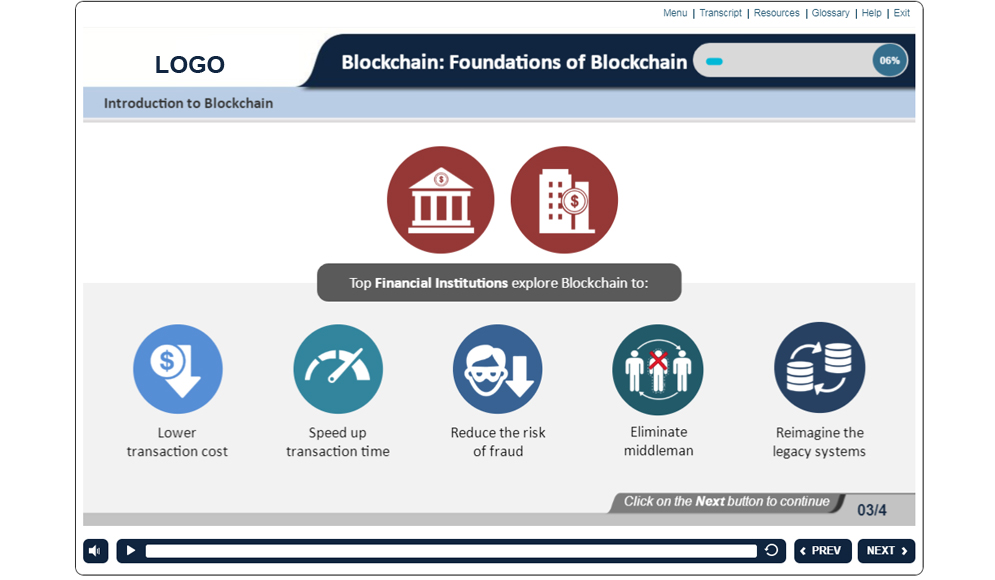 Menu | Transcript | Resources | Glossary | Help | Exit
LOGO
Blockchain: Foundations of Blockchain
06%
Introduction to Blockchain
$
$
Top Financial Institutions explore Blockchain to:
$
Lower
transaction cost
Speed up
transaction time
Reduce the risk
of fraud
Eliminate
middleman
Reimagine the
legacy systems
Click on the Next button to continue
03/4
PREV
NEXT